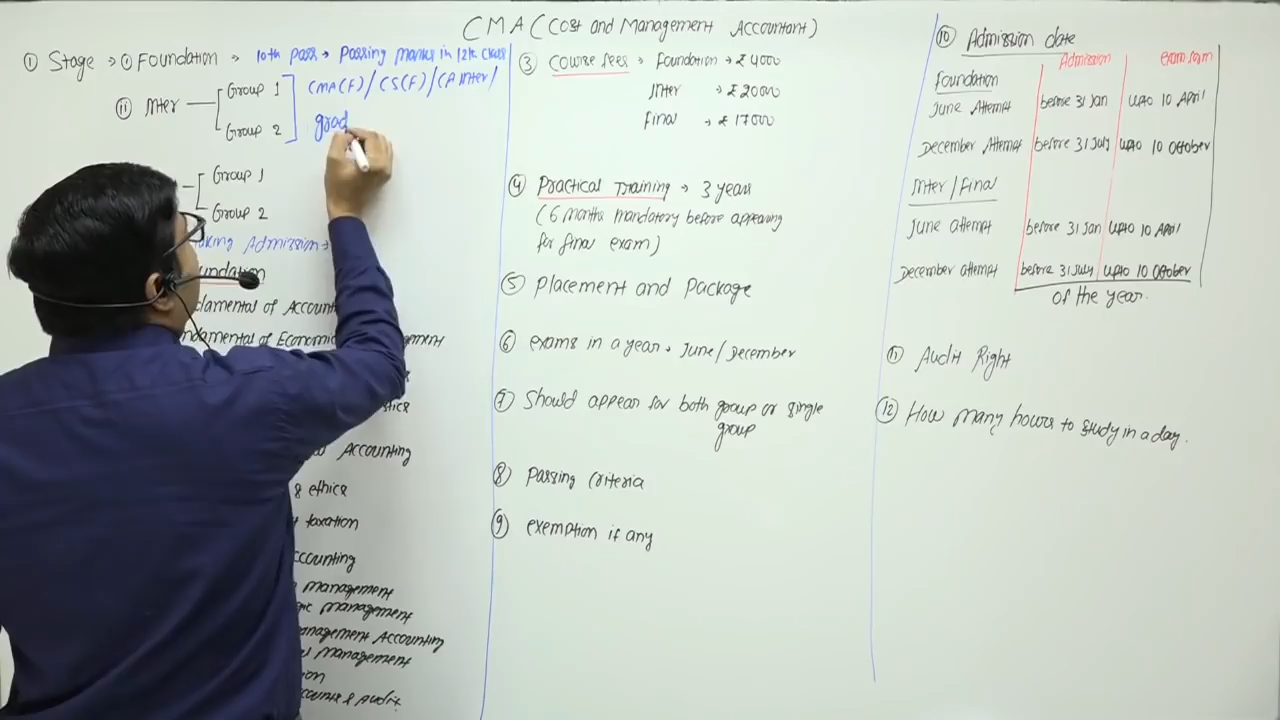 CMA (Cost and Management Accountant)
① Stage → ① Foundation → 10th pass → Passing marks in 12th class
⑪ Inter
Group 1
Group 2
CMA(F) / CS(F) / CA Inter /
grad
Group 1
Group 2
Admission →
undation
damental of Account
ndamental of Economic gement
Accounting
& ethics
taxation
ccounting
management
management
anagement Accounting
management
ion
counts & Audit
③ Course fees → Foundation → ₹ 4000
Inter → ₹ 20000
Final → ₹ 17000
④ Practical Training → 3 years
(6 months mandatory before appearing
for final exam)
⑤ Placement and Package
⑥ exams in a year → June/December
⑦ Should appear for both group or single
group
⑧ Passing Criteria
⑨ exemption if any
⑩ Admission date
Admission exam form
Foundation
June Attempt before 31 Jan upto 10 April
December Attempt before 31 July upto 10 October
Inter / Final
June attempt before 31 Jan upto 10 April
December attempt before 31 July upto 10 October
of the year.
⑪ Audit Right
⑫ How many hours to study in a day.